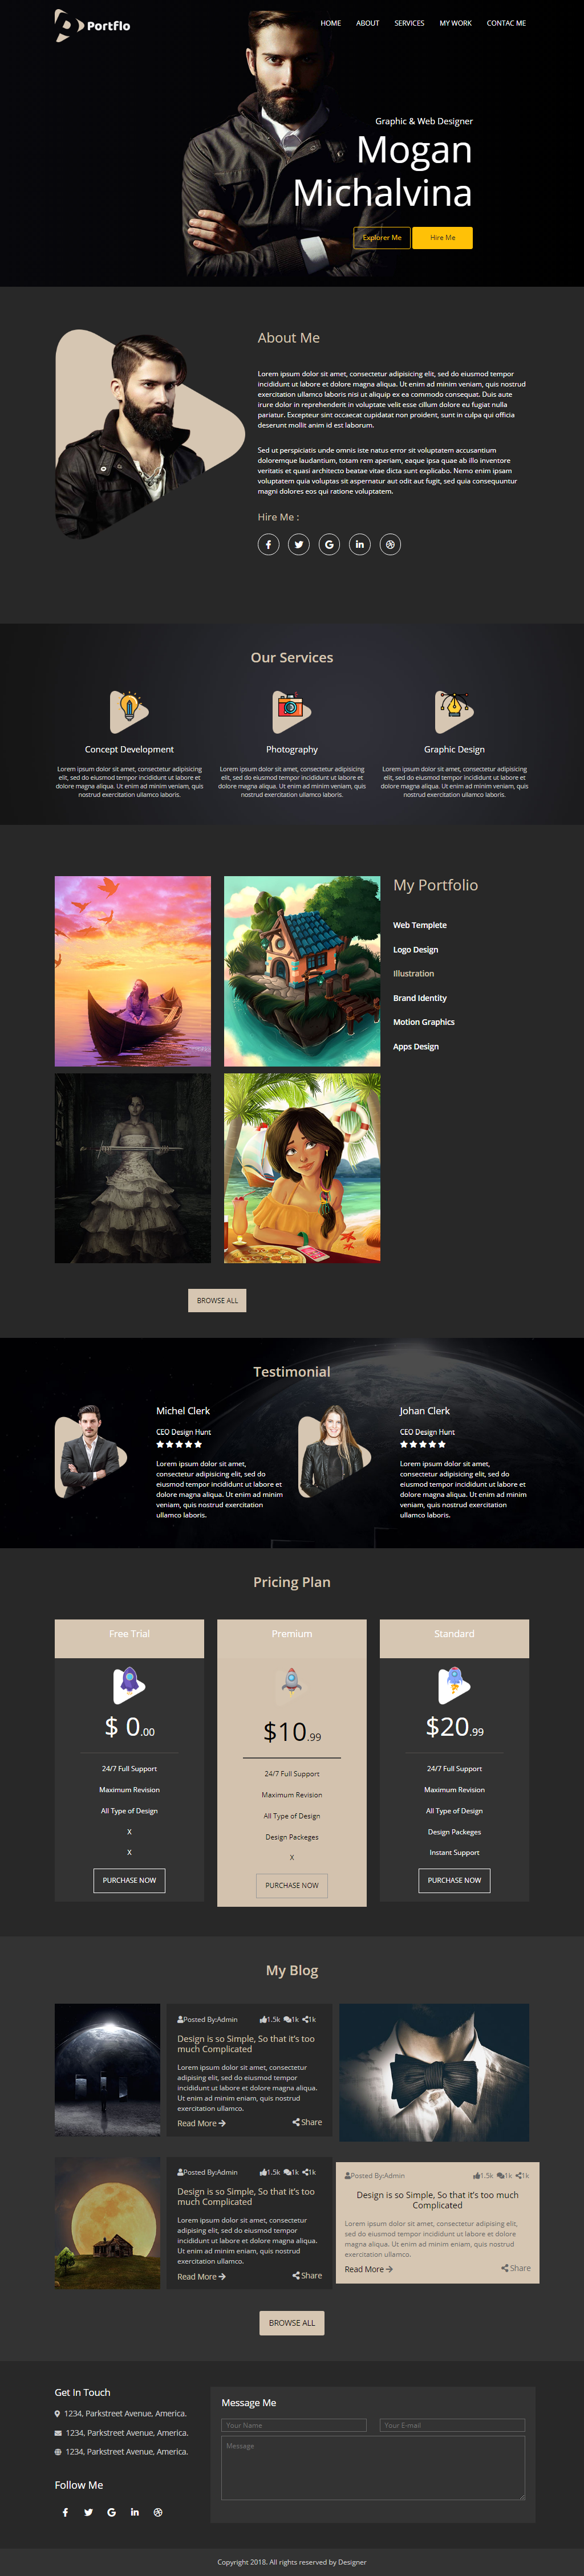 Portflo
HOME ABOUT SERVICES MY WORK CONTAC ME
Graphic & Web Designer
Mogan
Michalvina
Explorer Me
Hire Me
About Me
Lorem ipsum dolor sit amet, consectetur adipisicing elit, sed do eiusmod tempor
incididunt ut labore et dolore magna aliqua. Ut enim ad minim veniam, quis nostrud
exercitation ullamco laboris nisi ut aliquip ex ea commodo consequat. Duis aute
irure dolor in reprehenderit in voluptate velit esse cillum dolore eu fugiat nulla
pariatur. Excepteur sint occaecat cupidatat non proident, sunt in culpa qui officia
deserunt mollit anim id est laborum.
Sed ut perspiciatis unde omnis iste natus error sit voluptatem accusantium
doloremque laudantium, totam rem aperiam, eaque ipsa quae ab illo inventore
veritatis et quasi architecto beatae vitae dicta sunt explicabo. Nemo enim ipsam
voluptatem quia voluptas sit aspernatur aut odit aut fugit, sed quia consequuntur
magni dolores eos qui ratione voluptatem.
Hire Me :
Our Services
Concept Development
Lorem ipsum dolor sit amet, consectetur adipisicing
elit, sed do eiusmod tempor incididunt ut labore et
dolore magna aliqua. Ut enim ad minim veniam, quis
nostrud exercitation ullamco laboris.
Photography
Lorem ipsum dolor sit amet, consectetur adipisicing
elit, sed do eiusmod tempor incididunt ut labore et
dolore magna aliqua. Ut enim ad minim veniam, quis
nostrud exercitation ullamco laboris.
Graphic Design
Lorem ipsum dolor sit amet, consectetur adipisicing
elit, sed do eiusmod tempor incididunt ut labore et
dolore magna aliqua. Ut enim ad minim veniam, quis
nostrud exercitation ullamco laboris.
My Portfolio
Web Templete
Logo Design
Illustration
Brand Identity
Motion Graphics
Apps Design
BROWSE ALL
Testimonial
Michel Clerk
CEO Design Hunt
Lorem ipsum dolor sit amet,
consectetur adipisicing elit, sed do
eiusmod tempor incididunt ut labore et
dolore magna aliqua. Ut enim ad minim
veniam, quis nostrud exercitation
ullamco laboris.
Johan Clerk
CEO Design Hunt
Lorem ipsum dolor sit amet,
consectetur adipisicing elit, sed do
eiusmod tempor incididunt ut labore et
dolore magna aliqua. Ut enim ad minim
veniam, quis nostrud exercitation
ullamco laboris.
Pricing Plan
Free Trial
$ 0.00
24/7 Full Support
Maximum Revision
All Type of Design
X
X
PURCHASE NOW
Premium
$10.99
24/7 Full Support
Maximum Revision
All Type of Design
Design Packeges
X
PURCHASE NOW
Standard
$20.99
24/7 Full Support
Maximum Revision
All Type of Design
Design Packeges
Instant Support
PURCHASE NOW
My Blog
Posted By:Admin 1.5k 1k 1k
Design is so Simple, So that it's too
much Complicated
Lorem ipsum dolor sit amet, consectetur
adipisicing elit, sed do eiusmod tempor
incididunt ut labore et dolore magna aliqua.
Ut enim ad minim eniam, quis nostrud
exercitation ullamco.
Read More Share
Posted By:Admin 1.5k 1k 1k
Design is so Simple, So that it's too
much Complicated
Lorem ipsum dolor sit amet, consectetur
adipisicing elit, sed do eiusmod tempor
incididunt ut labore et dolore magna aliqua.
Ut enim ad minim eniam, quis nostrud
exercitation ullamco.
Read More Share
Posted By:Admin 1.5k 1k 1k
Design is so Simple, So that it's too much
Complicated
Lorem ipsum dolor sit amet, consectetur adipisicing elit,
sed do eiusmod tempor incididunt ut labore et dolore
magna aliqua. Ut enim ad minim eniam, quis nostrud
exercitation ullamco.
Read More Share
BROWSE ALL
Get In Touch
1234, Parkstreet Avenue, America.
1234, Parkstreet Avenue, America.
1234, Parkstreet Avenue, America.
Follow Me
Message Me
Your Name
Your E-mail
Message
Copyright 2018. All rights reserved by Designer